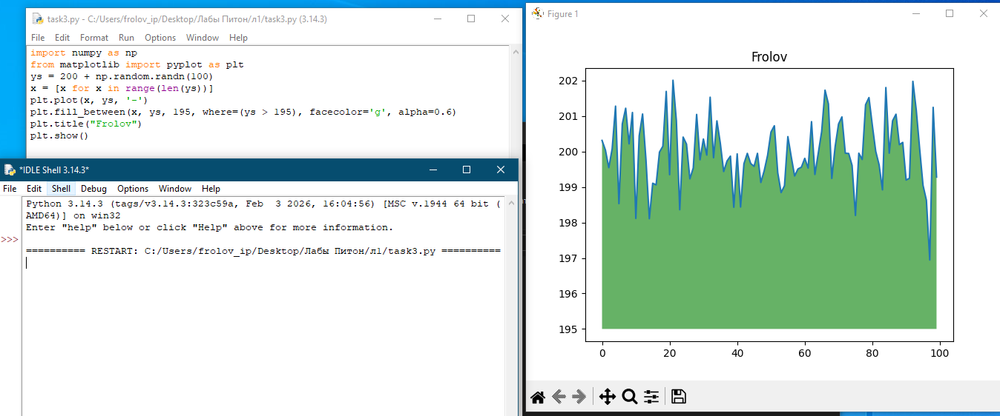 task3.py - C:/Users/frolov_ip/Desktop/Лабы Питон/л1/task3.py (3.14.3)
File Edit Format Run Options Window Help
import numpy as np
from matplotlib import pyplot as plt
ys = 200 + np.random.randn(100)
x = [x for x in range(len(ys))]
plt.plot(x, ys, '-')
plt.fill_between(x, ys, 195, where=(ys > 195), facecolor='g', alpha=0.6)
plt.title("Frolov")
plt.show()
*IDLE Shell 3.14.3*
File Edit Shell Debug Options Window Help
Python 3.14.3 (tags/v3.14.3:323c59a, Feb  3 2026, 16:04:56) [MSC v.1944 64 bit (
AMD64)] on win32
Enter "help" below or click "Help" above for more information.
>>>
========== RESTART: C:/Users/frolov_ip/Desktop/Лабы Питон/л1/task3.py ==========
Figure 1
Frolov
202
201
200
199
198
197
196
195
0 20 40 60 80 100